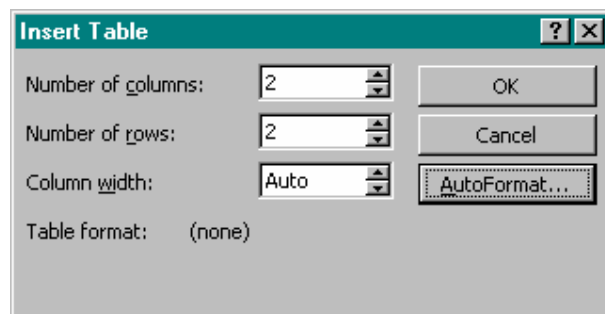 Insert Table ? X
Number of columns: 2 OK
Number of rows: 2 Cancel
Column width: Auto AutoFormat...
Table format: (none)